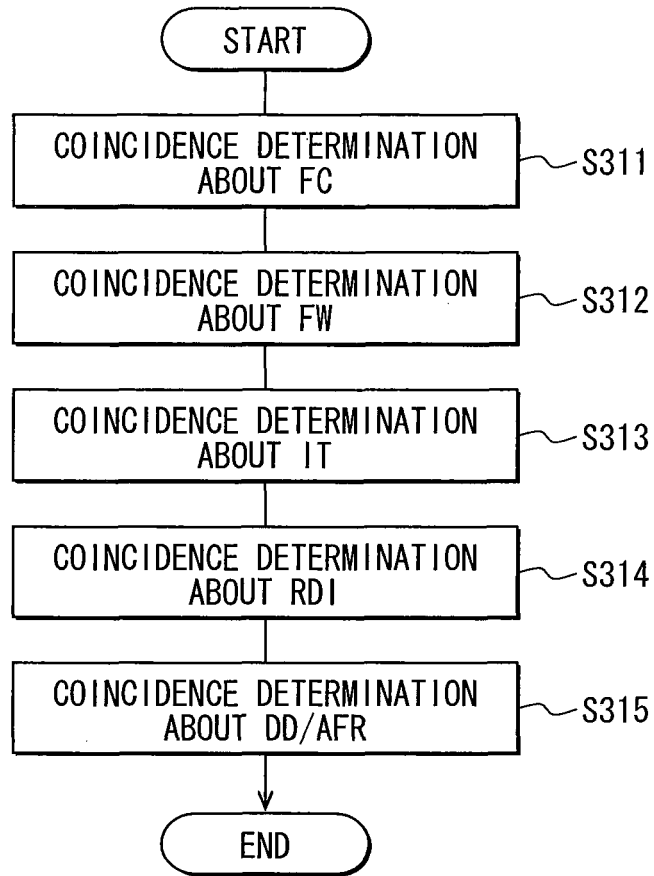 START
COINCIDENCE DETERMINATION
ABOUT FC
S311
COINCIDENCE DETERMINATION
ABOUT FW
S312
COINCIDENCE DETERMINATION
ABOUT IT
S313
COINCIDENCE DETERMINATION
ABOUT RDI
S314
COINCIDENCE DETERMINATION
ABOUT DD/AFR
S315
END